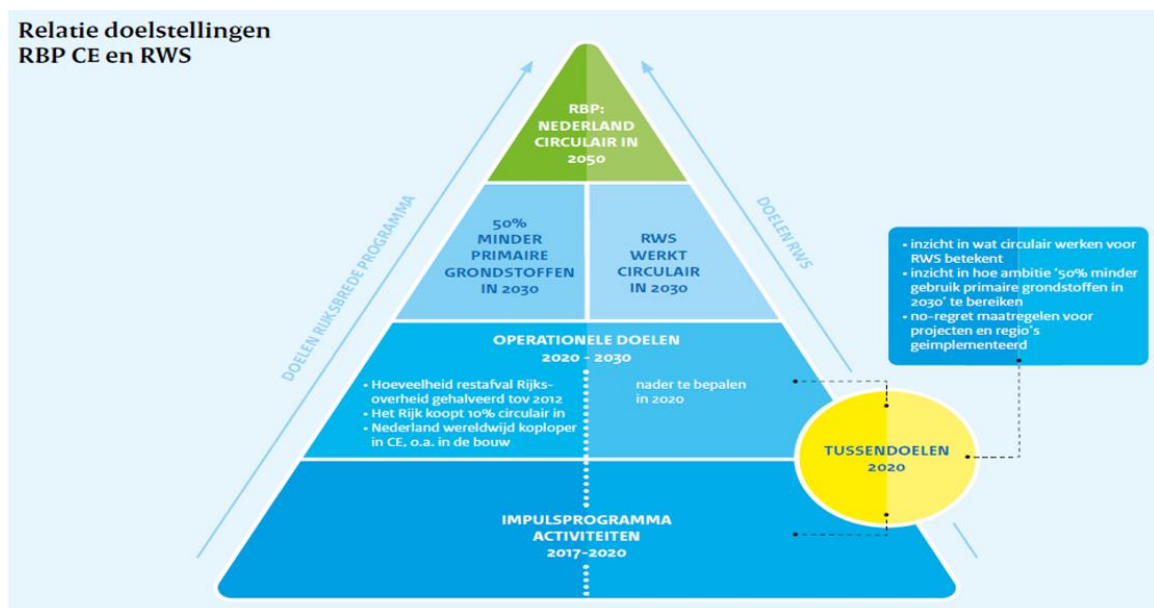 Relatie doelstellingen
RBP CE en RWS
DOELEN RIJKSBREDE PROGRAMMA
DOELEN RWS
RBP:
NEDERLAND
CIRCULAIR IN
2050
50%
MINDER
PRIMAIRE
GRONDSTOFFEN
IN 2030
RWS
WERKT
CIRCULAIR
IN 2030
OPERATIONELE DOELEN
2020 - 2030
• Hoeveelheid restafval Rijks-
overheid gehalveerd tov 2012
• Het Rijk koopt 10% circulair in
• Nederland wereldwijd koploper
in CE, o.a. in de bouw
nader te bepalen
in 2020
IMPULSPROGRAMMA
ACTIVITEITEN
2017-2020
TUSSENDOELEN
2020
• inzicht in wat circulair werken voor
RWS betekent
• inzicht in hoe ambitie ‘50% minder
gebruik primaire grondstoffen in
2030’ te bereiken
• no-regret maatregelen voor
projecten en regio’s
geimplementeerd